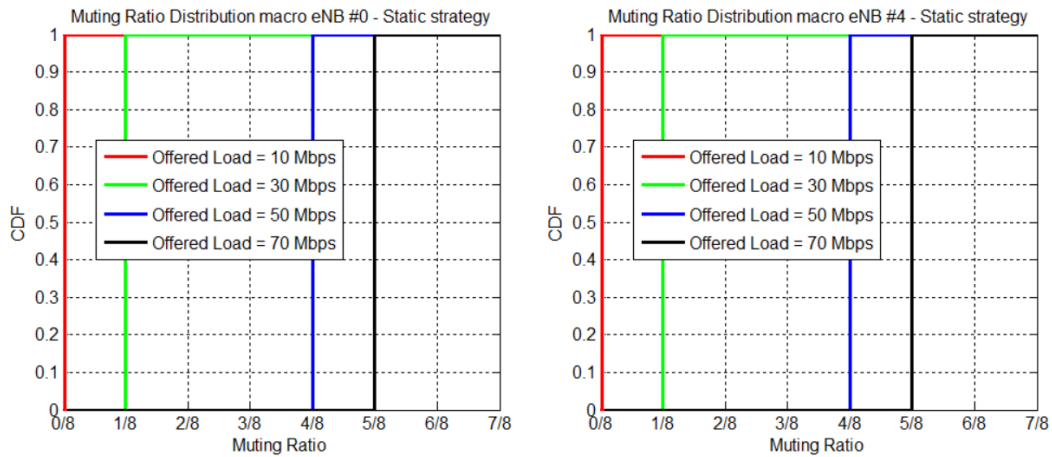 Muting Ratio Distribution macro eNB #0 - Static strategy
1
0.9
0.8
0.7
0.6
0.5
0.4
0.3
0.2
0.1
0
CDF
Offered Load = 10 Mbps
Offered Load = 30 Mbps
Offered Load = 50 Mbps
Offered Load = 70 Mbps
0/8 1/8 2/8 3/8 4/8 5/8 6/8 7/8
Muting Ratio
Muting Ratio Distribution macro eNB #4 - Static strategy
1
0.9
0.8
0.7
0.6
0.5
0.4
0.3
0.2
0.1
0
CDF
Offered Load = 10 Mbps
Offered Load = 30 Mbps
Offered Load = 50 Mbps
Offered Load = 70 Mbps
0/8 1/8 2/8 3/8 4/8 5/8 6/8 7/8
Muting Ratio